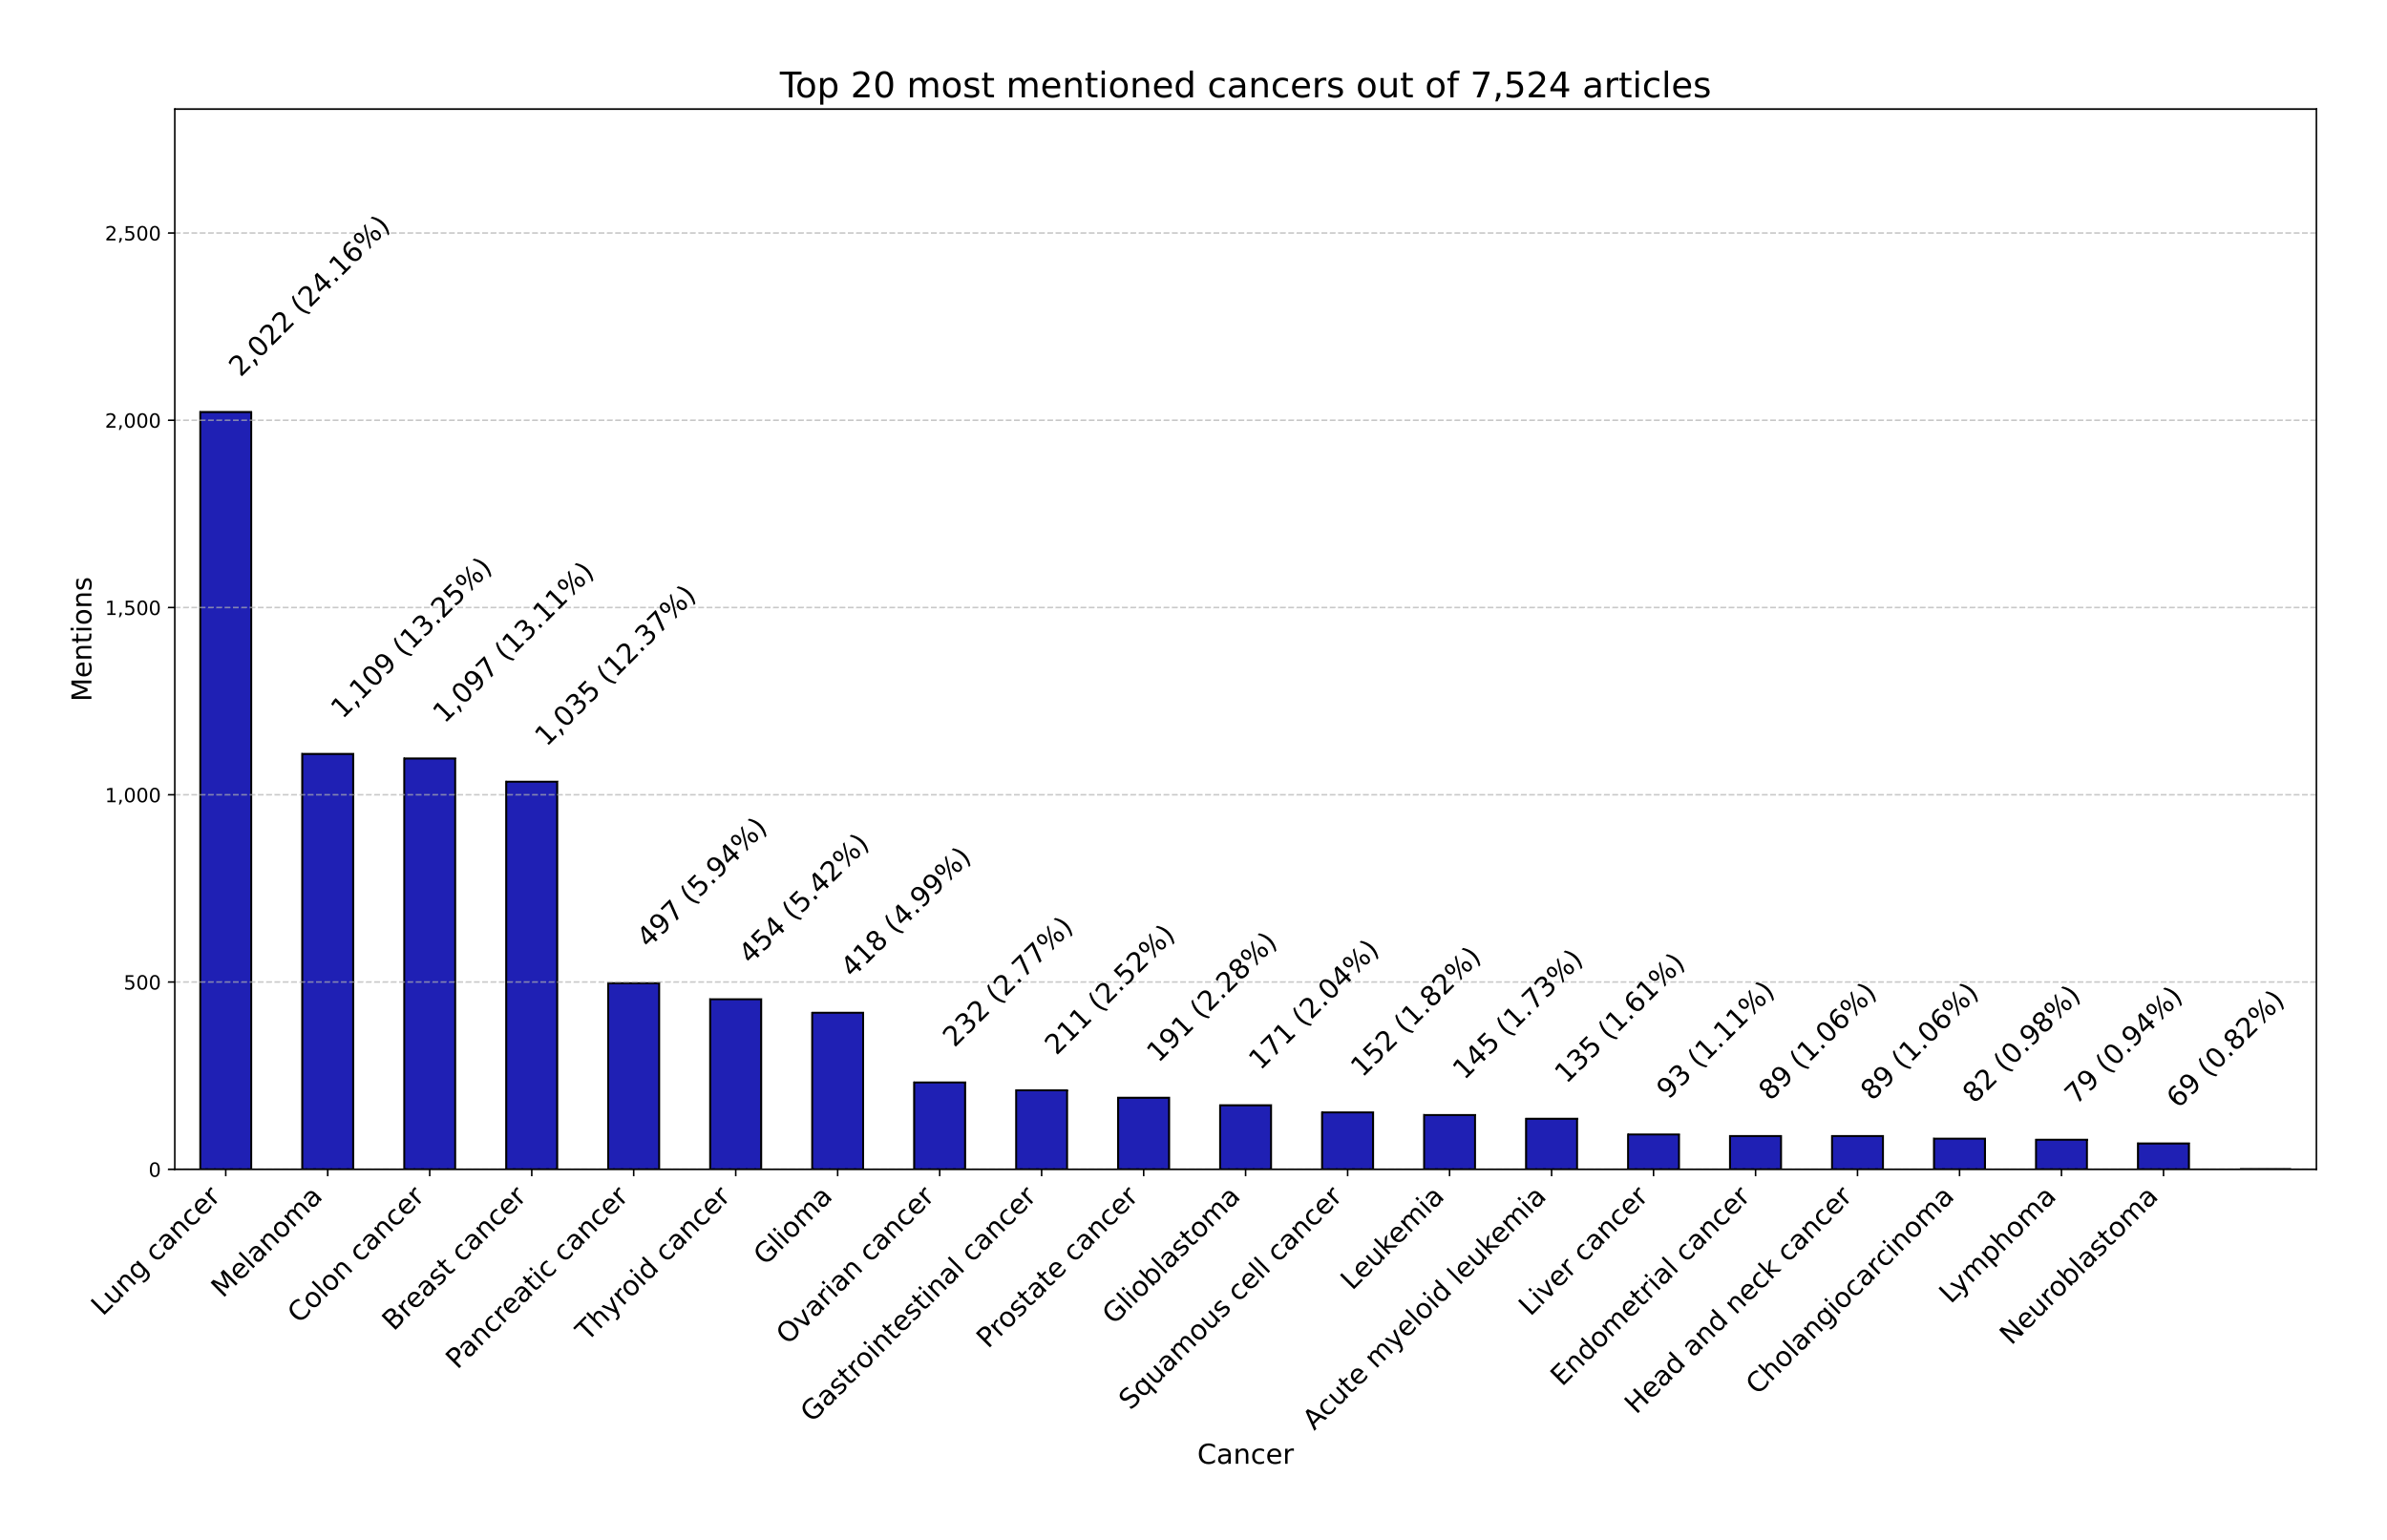 Top 20 most mentioned cancers out of 7,524 articles
Mentions
2,500
2,000
1,500
1,000
500
0
2,022 (24.16%)
1,109 (13.25%)
1,097 (13.11%)
1,035 (12.37%)
497 (5.94%)
454 (5.42%)
418 (4.99%)
232 (2.77%)
211 (2.52%)
191 (2.28%)
171 (2.04%)
152 (1.82%)
145 (1.73%)
135 (1.61%)
93 (1.11%)
89 (1.06%)
89 (1.06%)
82 (0.98%)
79 (0.94%)
69 (0.82%)
Lung cancer
Melanoma
Colon cancer
Breast cancer
Pancreatic cancer
Thyroid cancer
Glioma
Ovarian cancer
Gastrointestinal cancer
Prostate cancer
Glioblastoma
Squamous cell cancer
Leukemia
Acute myeloid leukemia
Liver cancer
Endometrial cancer
Head and neck cancer
Cholangiocarcinoma
Lymphoma
Neuroblastoma
Cancer